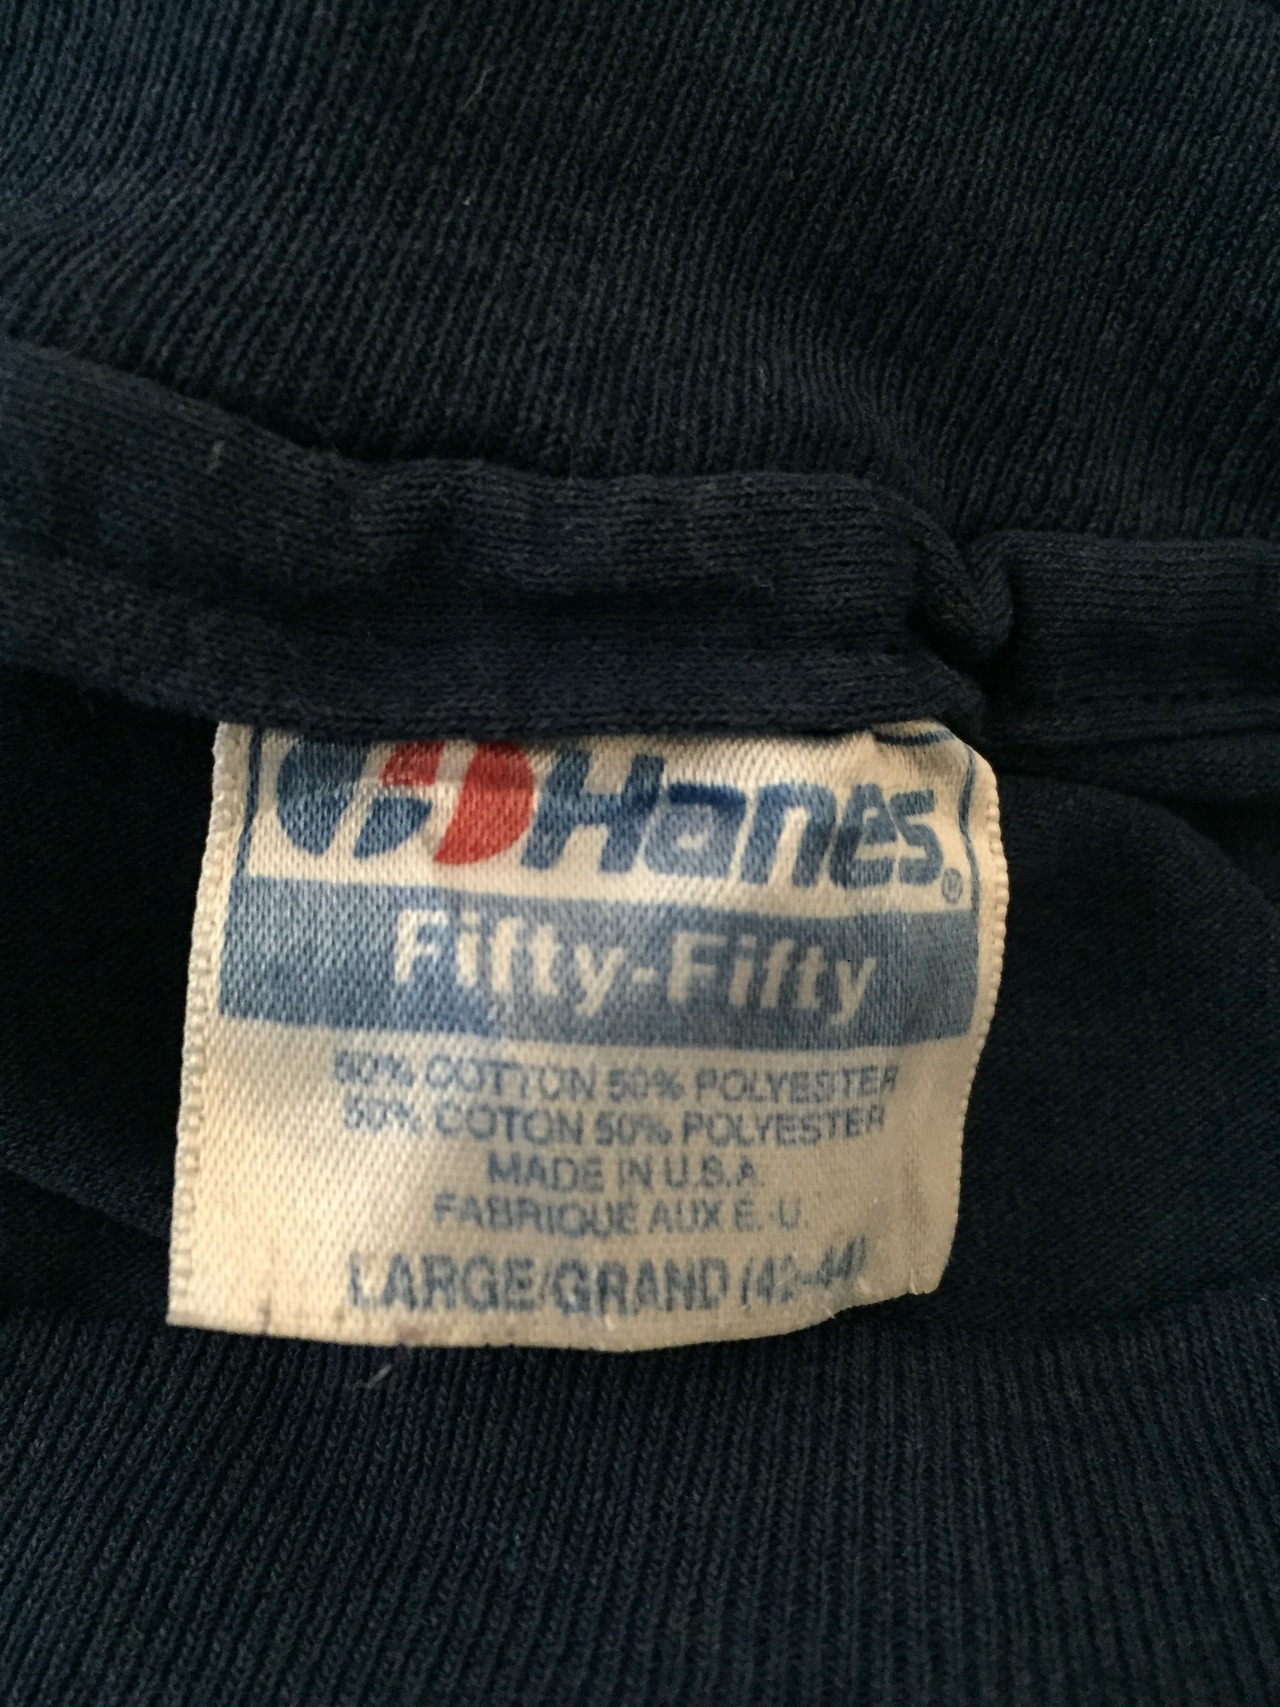 Hanes®
Fifty-Fifty
50% COTTON 50% POLYESTER
50% COTON 50% POLYESTER
MADE IN U.S.A.
FABRIQUÉ AUX É.-U.
LARGE/GRAND (42-44)